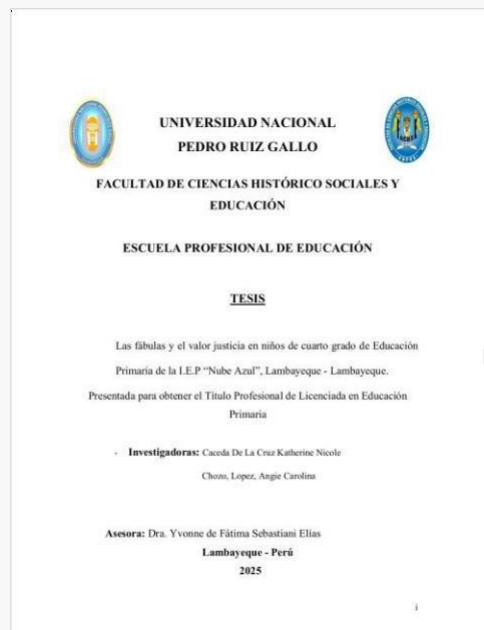 UNIVERSIDAD NACIONAL
PEDRO RUIZ GALLO
FACULTAD DE CIENCIAS HISTÓRICO SOCIALES Y
EDUCACIÓN
ESCUELA PROFESIONAL DE EDUCACIÓN
TESIS
Las fábulas y el valor justicia en niños de cuarto grado de Educación
Primaria de la I.E.P “Nube Azul”, Lambayeque - Lambayeque.
Presentada para obtener el Título Profesional de Licenciada en Educación
Primaria
- Investigadoras: Caceda De La Cruz Katherine Nicole
Chozo, Lopez, Angie Carolina
Asesora: Dra. Yvonne de Fátima Sebastiani Elías
Lambayeque - Perú
2025
i